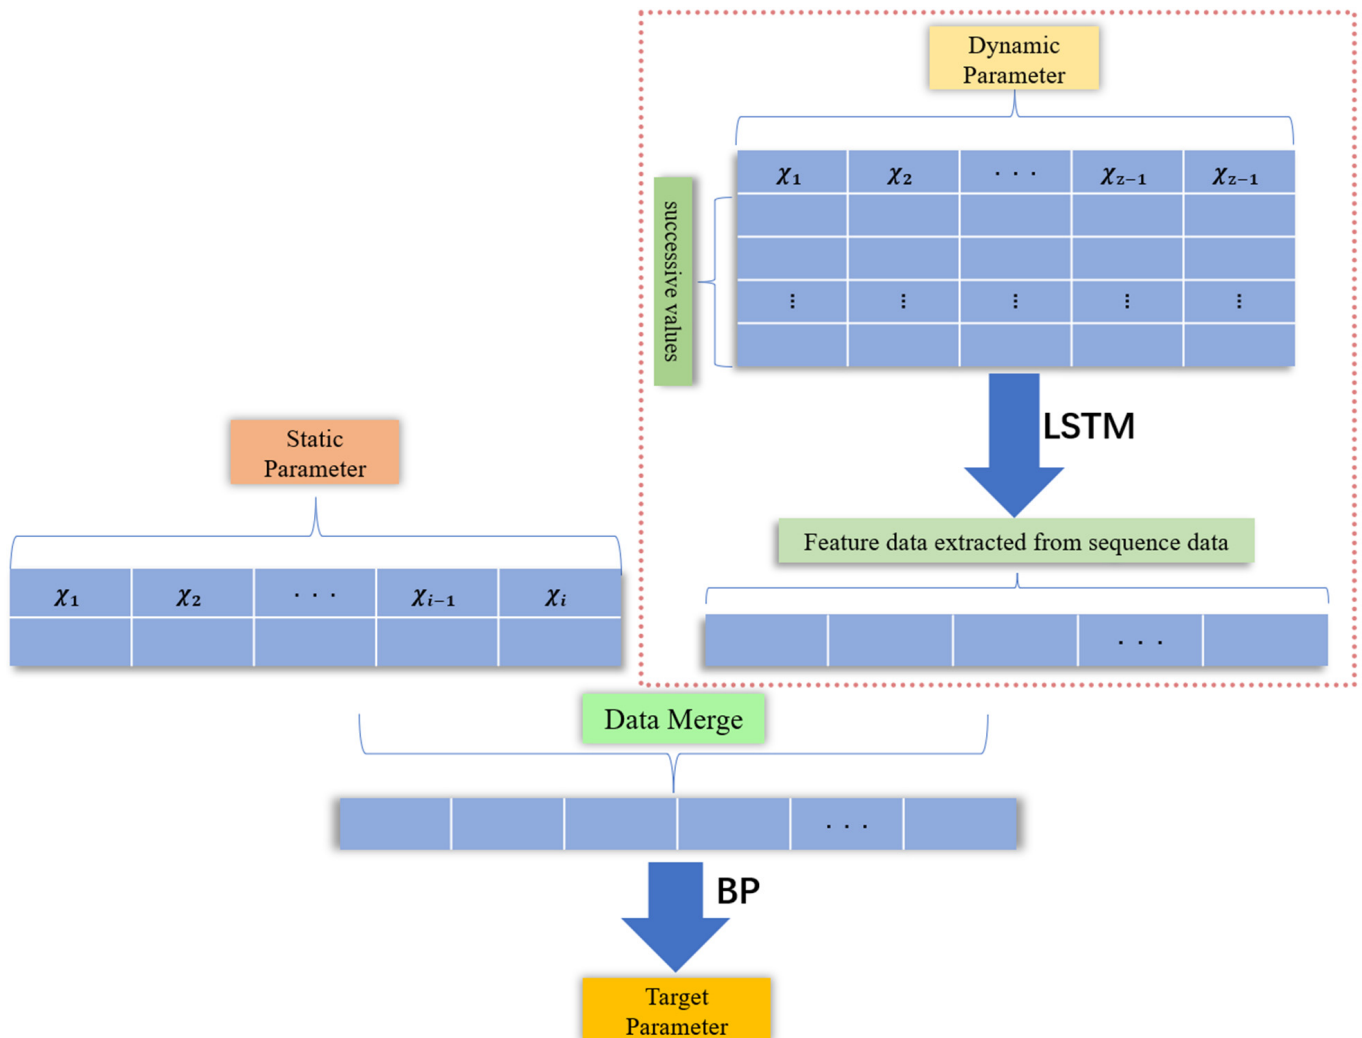 Dynamic
Parameter
χ₁ χ₂ · · · χ_{z−1} χ_{z−1}
successive values
⋮ ⋮ ⋮ ⋮ ⋮
LSTM
Static
Parameter
Feature data extracted from sequence data
χ₁ χ₂ · · · χ_{i−1} χ_i
· · ·
Data Merge
· · ·
BP
Target
Parameter